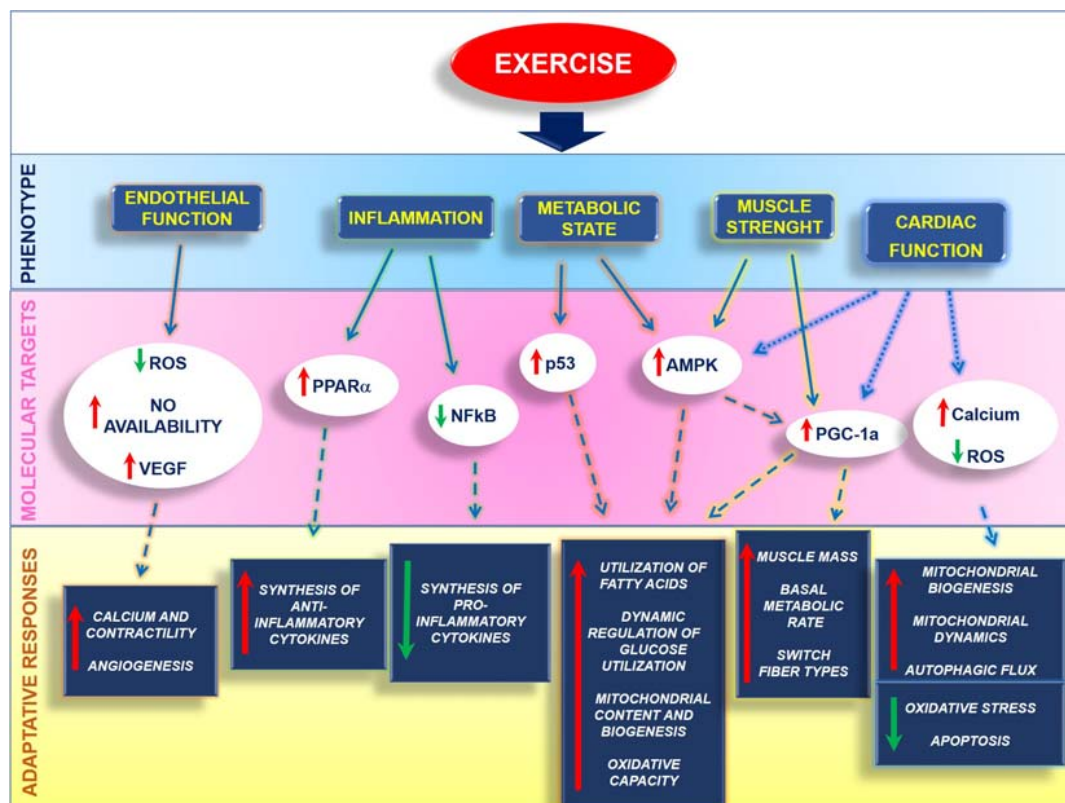 EXERCISE
PHENOTYPE
ENDOTHELIAL
FUNCTION
INFLAMMATION
METABOLIC
STATE
MUSCLE
STRENGHT
CARDIAC
FUNCTION
MOLECULAR TARGETS
ROS
NO
AVAILABILITY
VEGF
PPARα
NFkB
p53
AMPK
PGC-1a
Calcium
ROS
ADAPTATIVE RESPONSES
CALCIUM AND
CONTRACTILITY
ANGIOGENESIS
SYNTHESIS OF
ANTI-
INFLAMMATORY
CYTOKINES
SYNTHESIS OF
PRO-
INFLAMMATORY
CYTOKINES
UTILIZATION OF
FATTY ACIDS
DYNAMIC
REGULATION OF
GLUCOSE
UTILIZATION
MITOCHONDRIAL
CONTENT AND
BIOGENESIS
OXIDATIVE
CAPACITY
MUSCLE MASS
BASAL
METABOLIC
RATE
SWITCH
FIBER TYPES
MITOCHONDRIAL
BIOGENESIS
MITOCHONDRIAL
DYNAMICS
AUTOPHAGIC FLUX
OXIDATIVE STRESS
APOPTOSIS